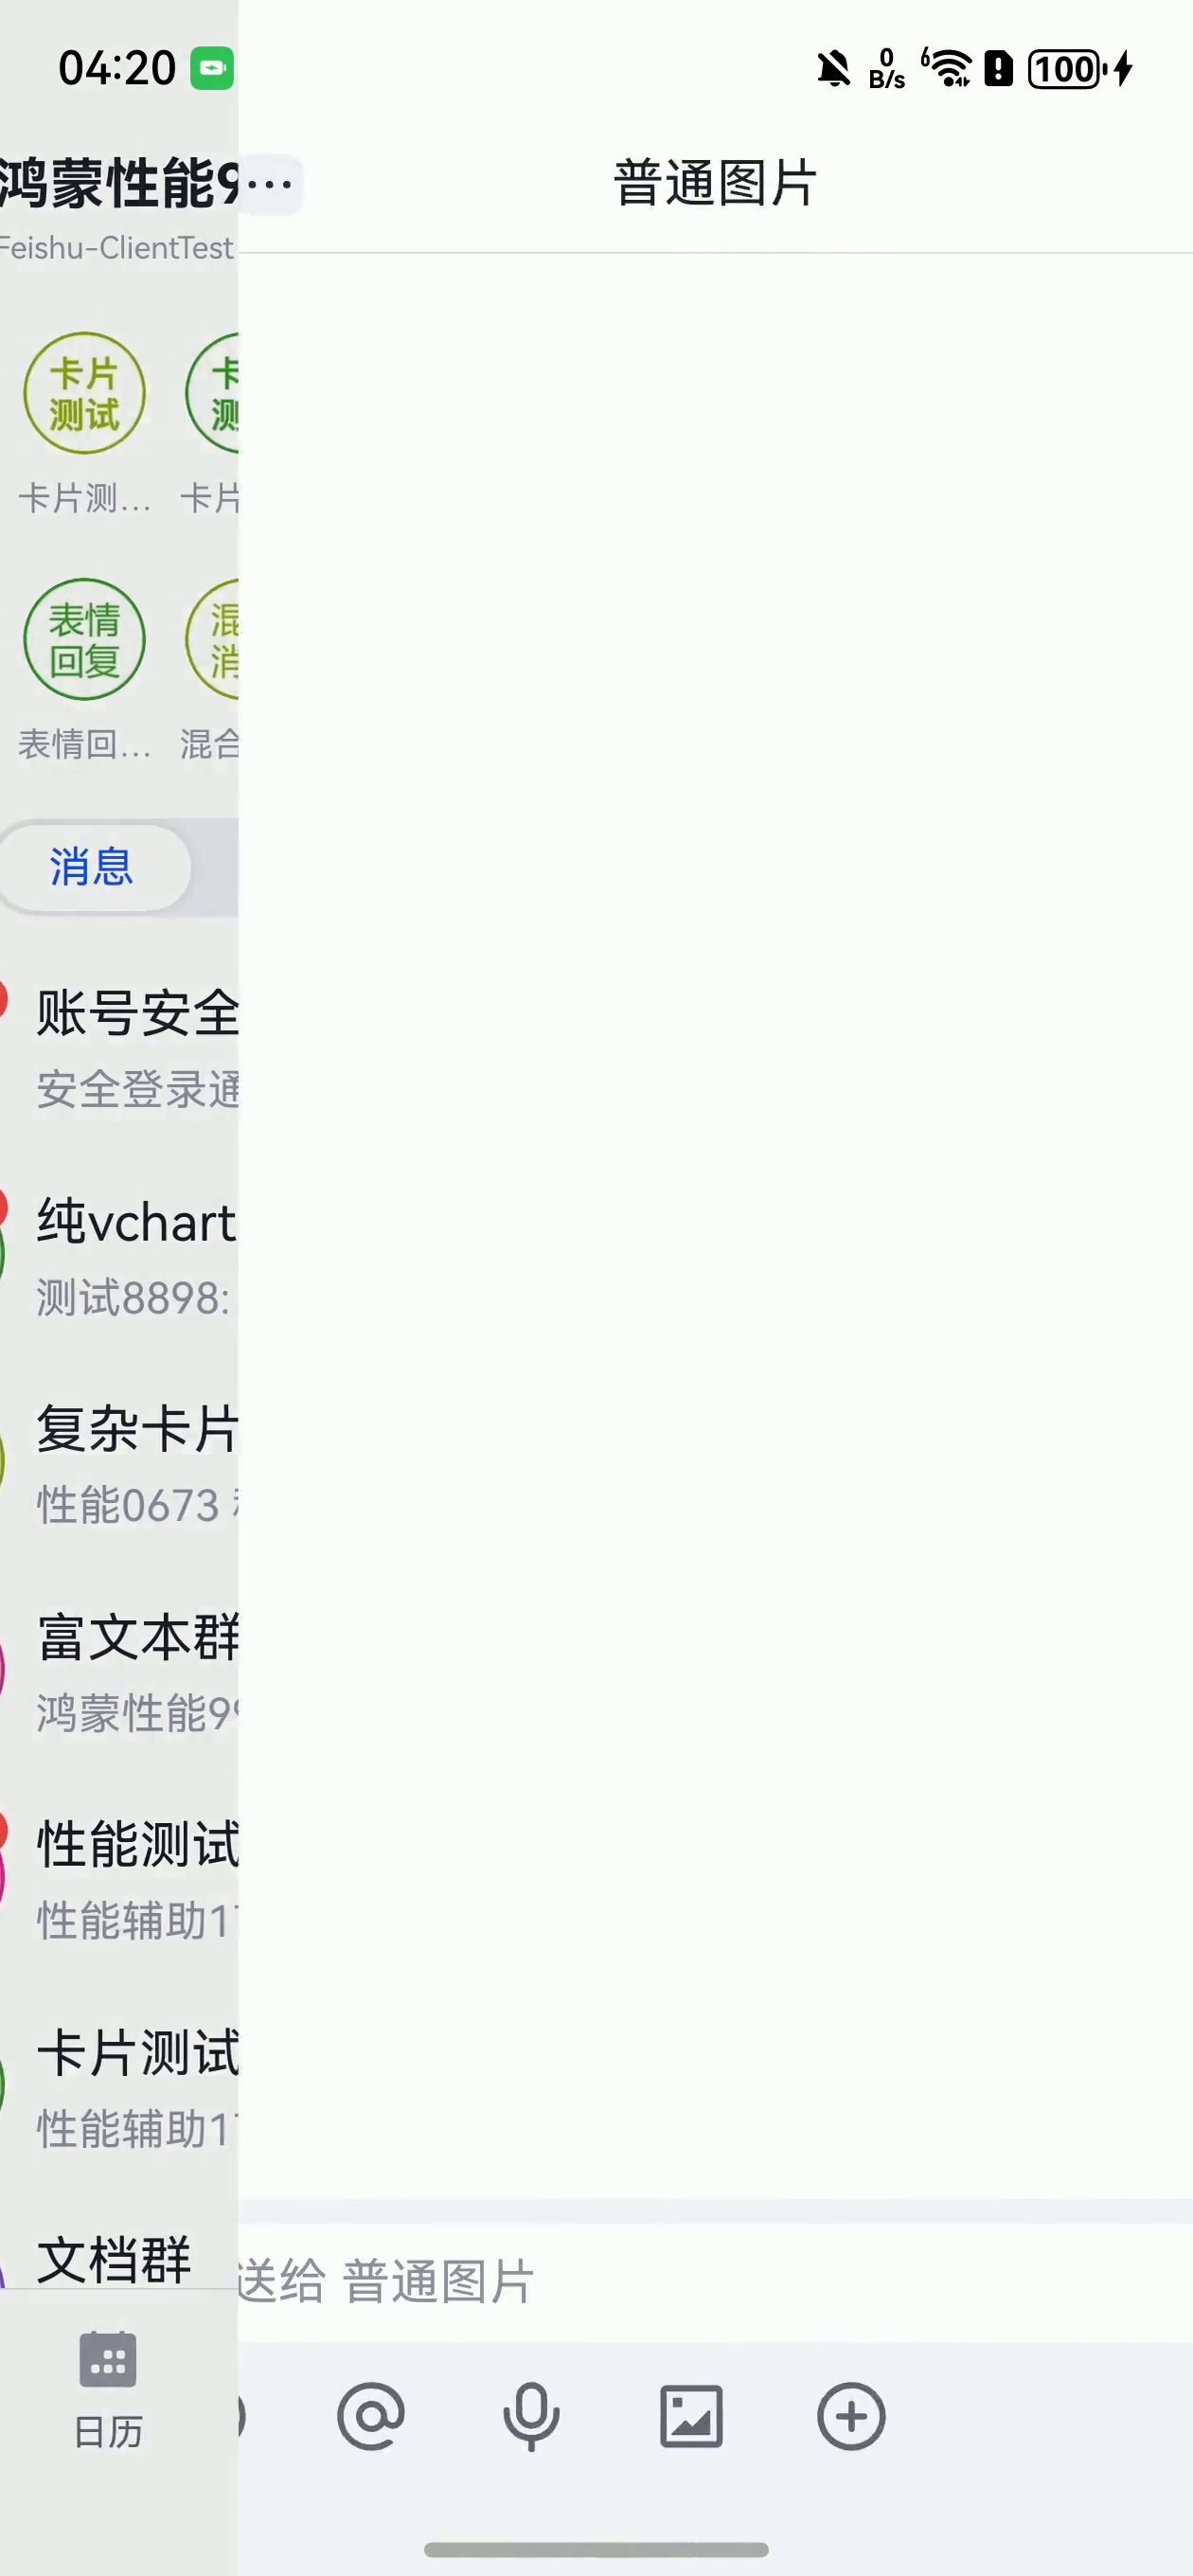 04:20
0
B/s
6
100
鸿蒙性能9
...
普通图片
Feishu-ClientTest
卡片
测试
卡
测
卡片测...
卡片
表情
回复
混
消
表情回...
混合
消息
账号安全
安全登录通
纯vchart
测试8898:
复杂卡片
性能0673
富文本群
鸿蒙性能99
性能测试
性能辅助1
卡片测试
性能辅助1
文档群
送给 普通图片
日历